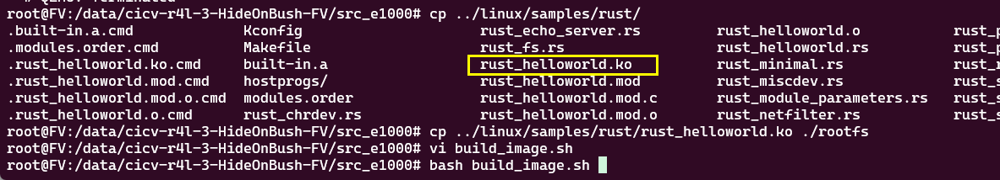 root@FV:/data/cicv-r4l-3-HideOnBush-FV/src_e1000# cp ../linux/samples/rust/
.built-in.a.cmd Kconfig rust_echo_server.rs rust_helloworld.o rust_p
.modules.order.cmd Makefile rust_fs.rs rust_helloworld.rs rust_p
.rust_helloworld.ko.cmd built-in.a rust_helloworld.ko rust_minimal.rs rust_r
.rust_helloworld.mod.cmd hostprogs/ rust_helloworld.mod rust_miscdev.rs rust_s
.rust_helloworld.mod.o.cmd modules.order rust_helloworld.mod.c rust_module_parameters.rs rust_s
.rust_helloworld.o.cmd rust_chrdev.rs rust_helloworld.mod.o rust_netfilter.rs rust_s
root@FV:/data/cicv-r4l-3-HideOnBush-FV/src_e1000# cp ../linux/samples/rust/rust_helloworld.ko ./rootfs
root@FV:/data/cicv-r4l-3-HideOnBush-FV/src_e1000# vi build_image.sh
root@FV:/data/cicv-r4l-3-HideOnBush-FV/src_e1000# bash build_image.sh